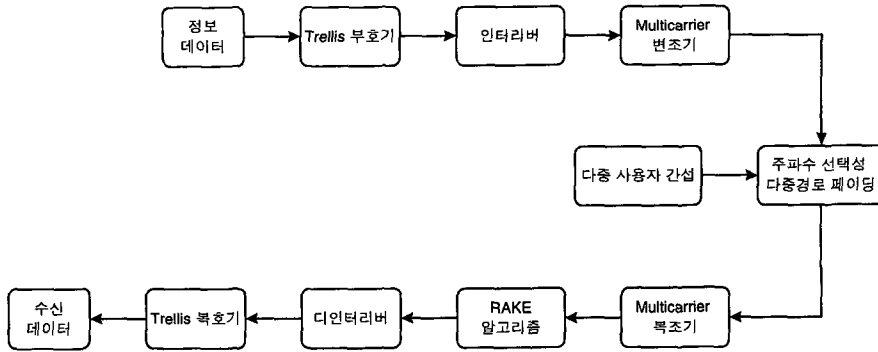 정보
데이터
Trellis 부호기
인터리버
Multicarrier
변조기
다중 사용자 간섭
주파수 선택성
다중경로 페이딩
수신
데이터
Trellis 복호기
디인터리버
RAKE
알고리즘
Multicarrier
복조기